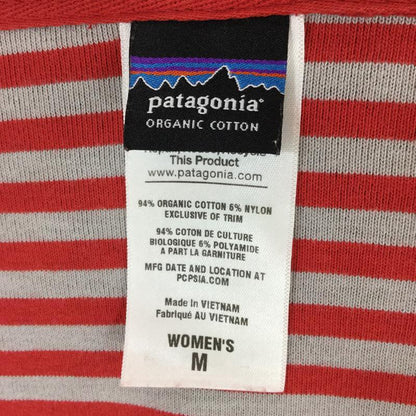 patagonia®
ORGANIC COTTON
This Product
www.patagonia.com
94% ORGANIC COTTON 6% NYLON
EXCLUSIVE OF TRIM
94% COTON DE CULTURE
BIOLOGIQUE 6% POLYAMIDE
A PART LA GARNITURE
MFG DATE AND LOCATION AT
PCPSIA.COM
Made in VIETNAM
Fabriqué AU VIETNAM
WOMEN'S
M